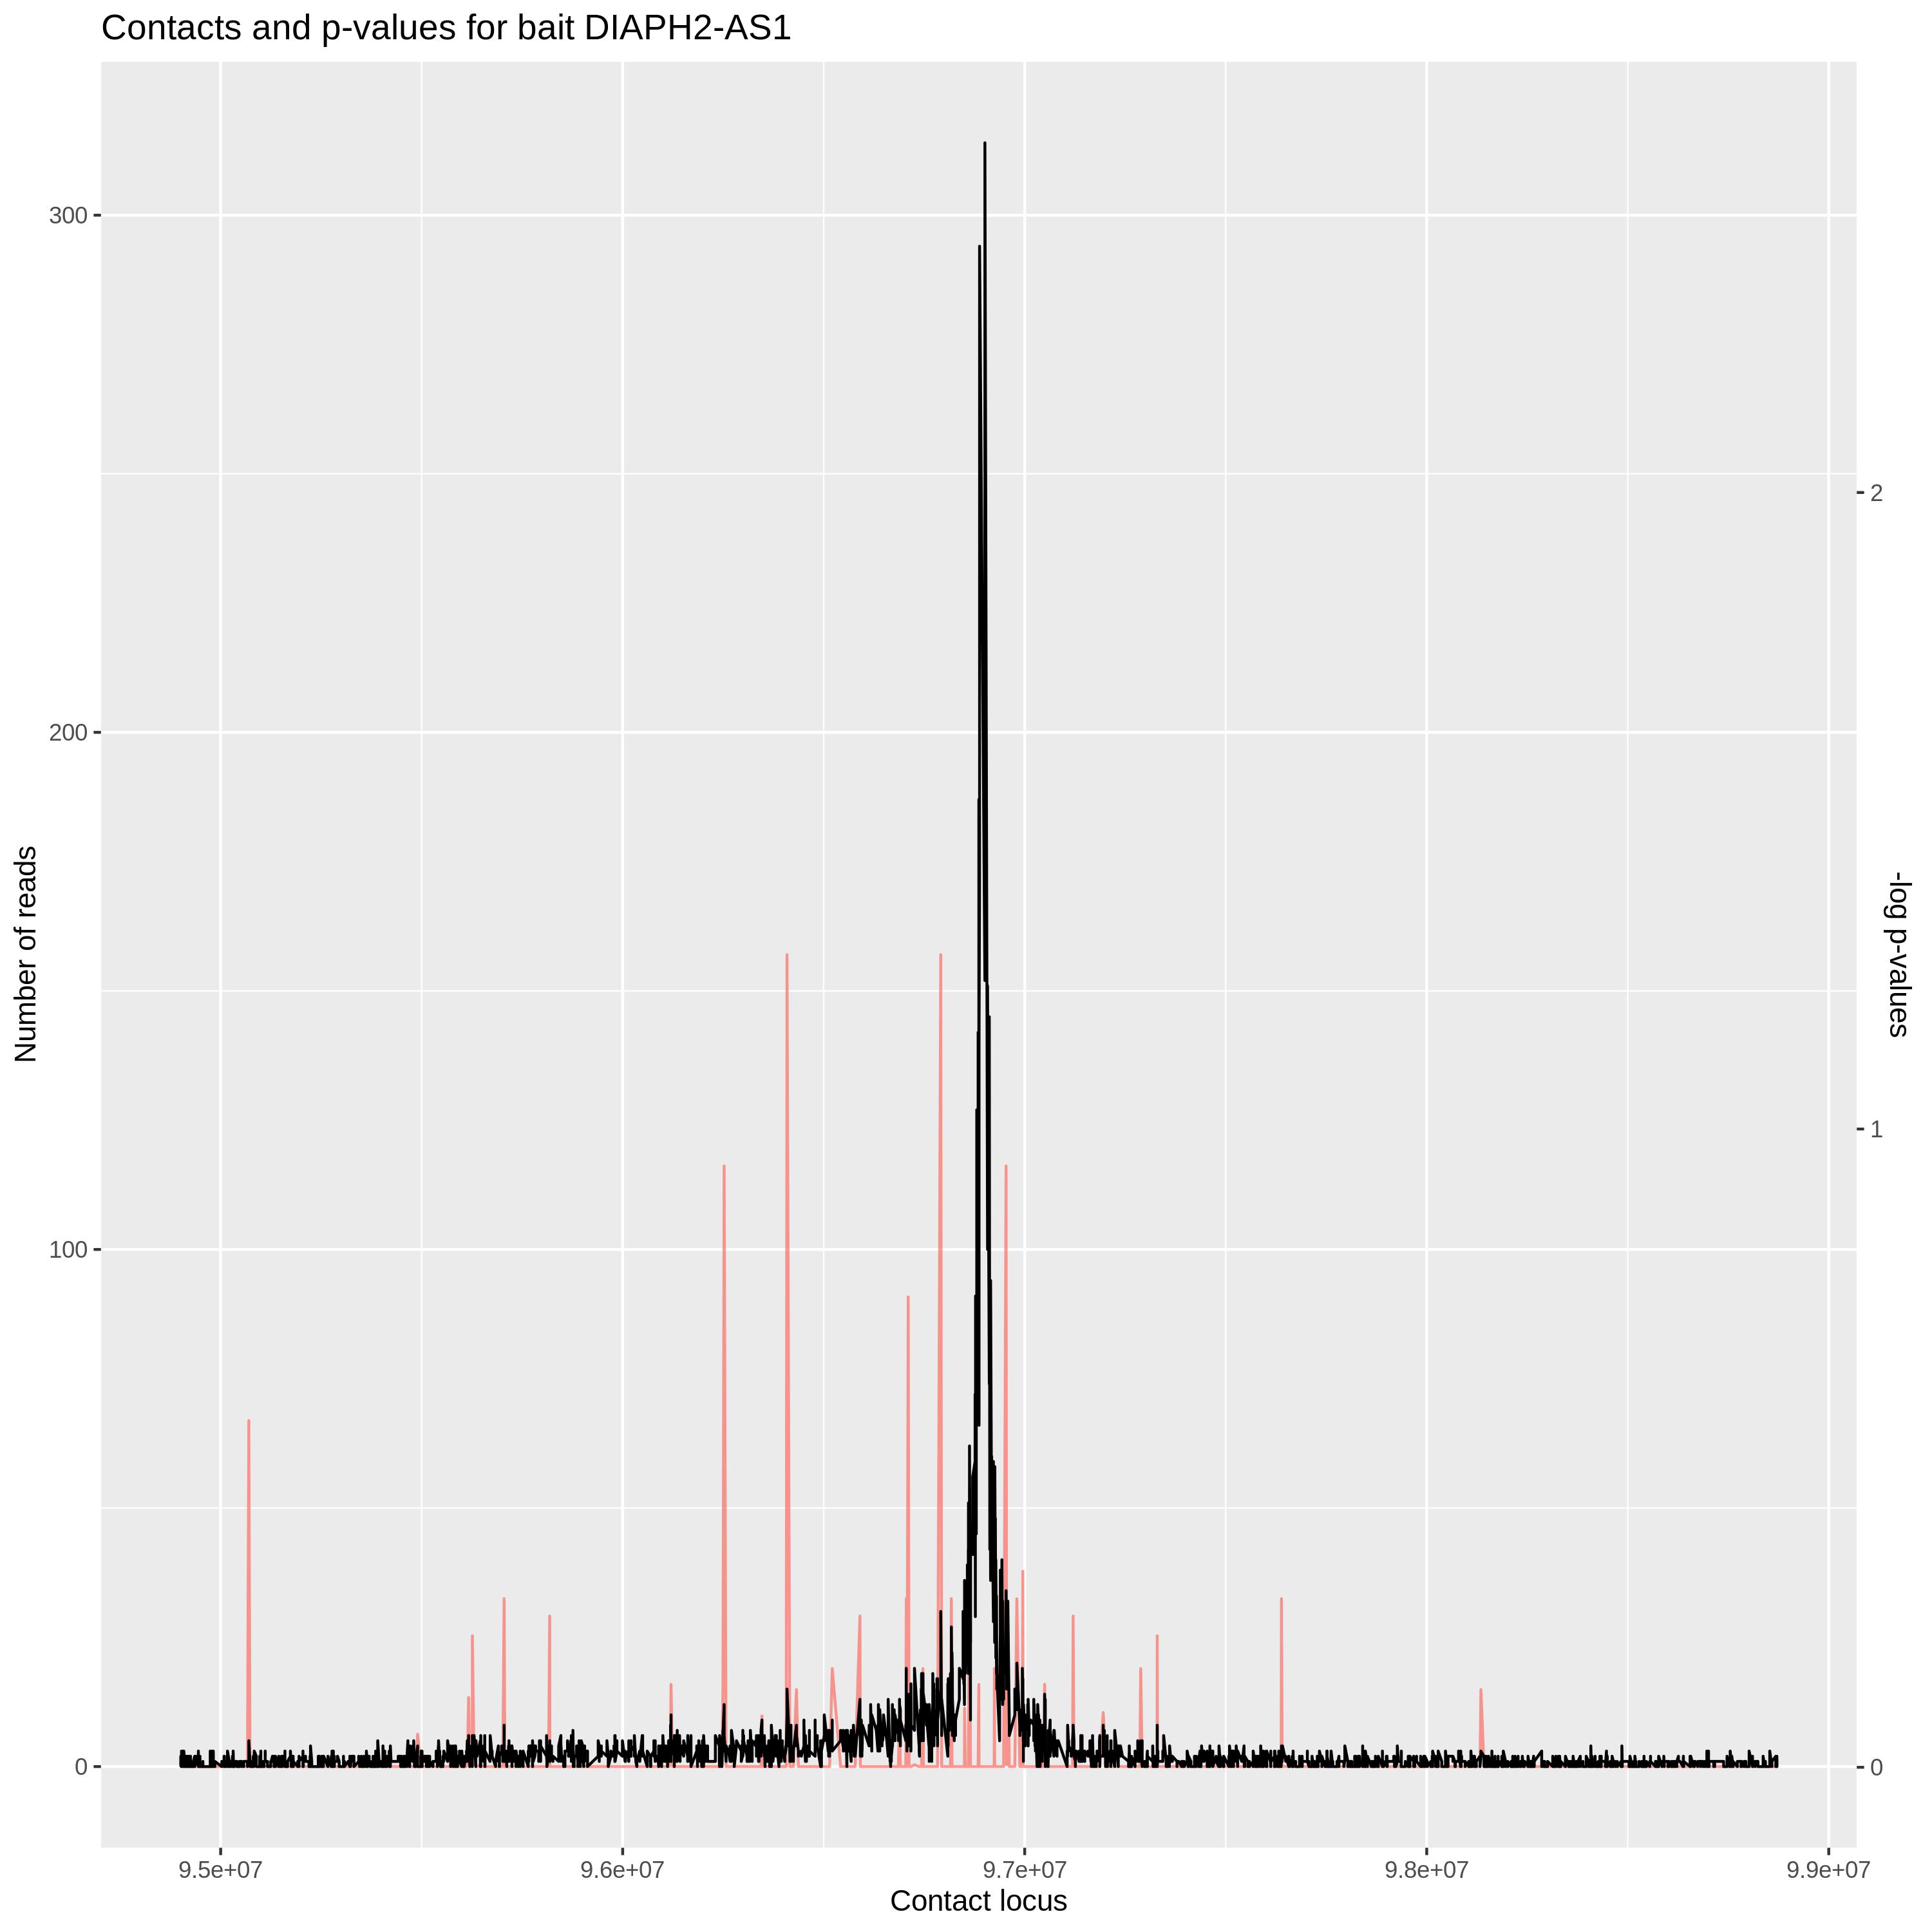 Contacts and p-values for bait DIAPH2-AS1
300
200
100
0
Number of reads
2
1
0
-log p-values
9.5e+07 9.6e+07 9.7e+07 9.8e+07 9.9e+07
Contact locus